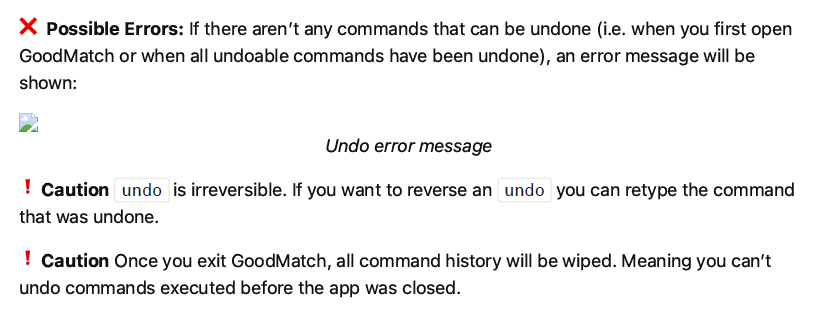 ❌ Possible Errors: If there aren’t any commands that can be undone (i.e. when you first open
GoodMatch or when all undoable commands have been undone), an error message will be
shown:
Undo error message
❗ Caution undo is irreversible. If you want to reverse an undo you can retype the command
that was undone.
❗ Caution Once you exit GoodMatch, all command history will be wiped. Meaning you can’t
undo commands executed before the app was closed.